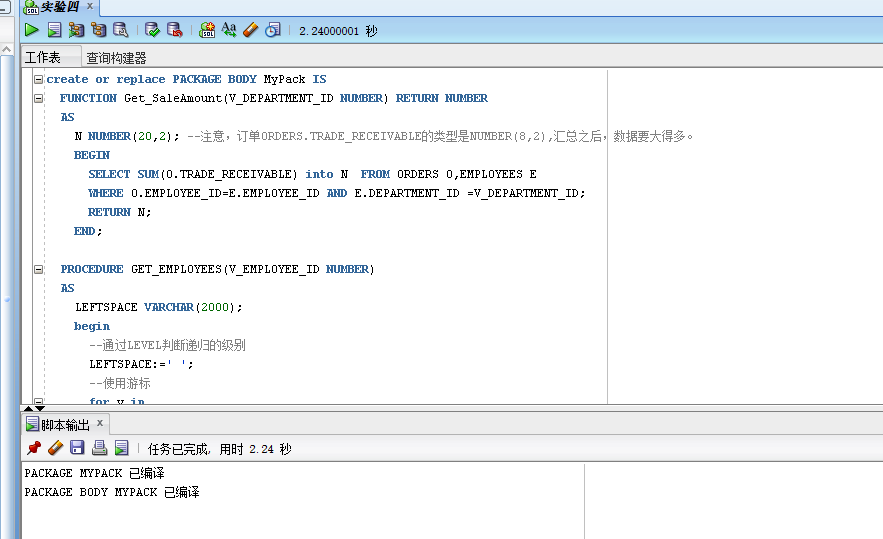 实验四
2.24000001 秒
工作表 查询构建器
create or replace PACKAGE BODY MyPack IS
FUNCTION Get_SaleAmount(V_DEPARTMENT_ID NUMBER) RETURN NUMBER
AS
N NUMBER(20,2); --注意，订单ORDERS.TRADE_RECEIVABLE的类型是NUMBER(8,2),汇总之后，数据要大得多。
BEGIN
SELECT SUM(O.TRADE_RECEIVABLE) into N  FROM ORDERS O,EMPLOYEES E
WHERE O.EMPLOYEE_ID=E.EMPLOYEE_ID AND E.DEPARTMENT_ID =V_DEPARTMENT_ID;
RETURN N;
END;
PROCEDURE GET_EMPLOYEES(V_EMPLOYEE_ID NUMBER)
AS
LEFTSPACE VARCHAR(2000);
begin
--通过LEVEL判断递归的级别
LEFTSPACE:=' ';
--使用游标
for v in
脚本输出
任务已完成, 用时 2.24 秒
PACKAGE MYPACK 已编译
PACKAGE BODY MYPACK 已编译